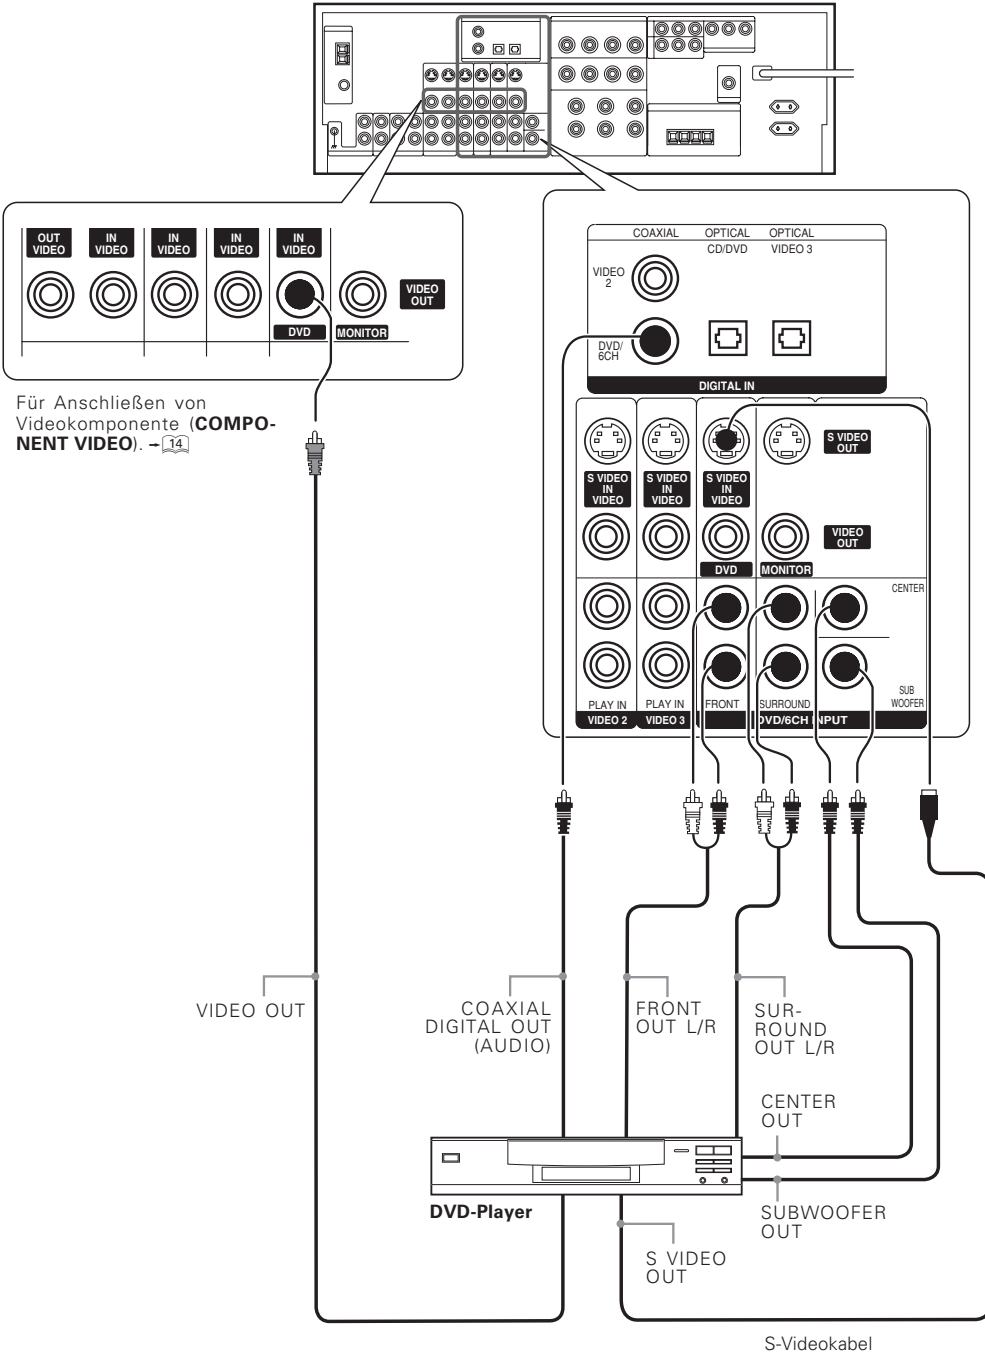 OUT
VIDEO
IN
VIDEO
IN
VIDEO
IN
VIDEO
IN
VIDEO
VIDEO
OUT
DVD
MONITOR
Für Anschließen von
Videokomponente (COMPO-
NENT VIDEO). 14
COAXIAL
OPTICAL
OPTICAL
CD/DVD
VIDEO 3
VIDEO
2
DVD/
6CH
DIGITAL IN
S VIDEO
OUT
S VIDEO
IN
VIDEO
S VIDEO
IN
VIDEO
S VIDEO
IN
VIDEO
VIDEO
OUT
DVD
MONITOR
CENTER
SUB
WOOFER
PLAY IN
PLAY IN
FRONT
SURROUND
VIDEO 2
VIDEO 3
DVD/6CH INPUT
VIDEO OUT
COAXIAL
DIGITAL OUT
(AUDIO)
FRONT
OUT L/R
SUR-
ROUND
OUT L/R
CENTER
OUT
DVD-Player
SUBWOOFER
OUT
S VIDEO
OUT
S-Videokabel